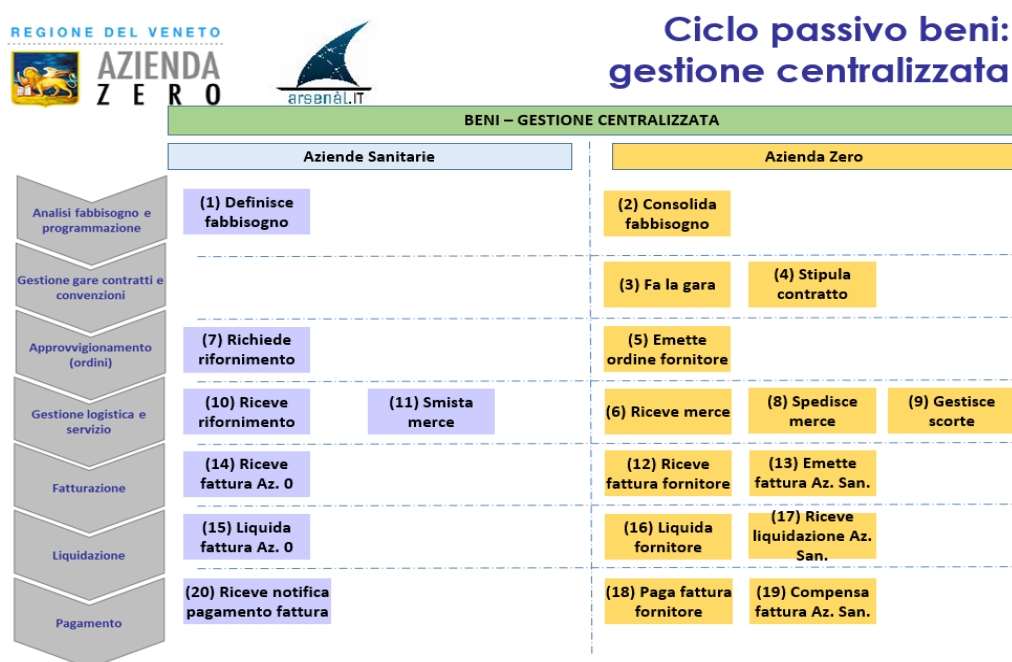 REGIONE DEL VENETO
AZIENDA
ZERO
arsenàl.IT
Ciclo passivo beni:
gestione centralizzata
BENI – GESTIONE CENTRALIZZATA
Aziende Sanitarie
Azienda Zero
Analisi fabbisogno e
programmazione
(1) Definisce
fabbisogno
(2) Consolida
fabbisogno
Gestione gare contratti e
convenzioni
(3) Fa la gara
(4) Stipula
contratto
Approvvigionamento
(ordini)
(7) Richiede
rifornimento
(5) Emette
ordine fornitore
Gestione logistica e
servizio
(10) Riceve
rifornimento
(11) Smista
merce
(6) Riceve merce
(8) Spedisce
merce
(9) Gestisce
scorte
Fatturazione
(14) Riceve
fattura Az. 0
(12) Riceve
fattura fornitore
(13) Emette
fattura Az. San.
Liquidazione
(15) Liquida
fattura Az. 0
(16) Liquida
fornitore
(17) Riceve
liquidazione Az.
San.
Pagamento
(20) Riceve notifica
pagamento fattura
(18) Paga fattura
fornitore
(19) Compensa
fattura Az. San.